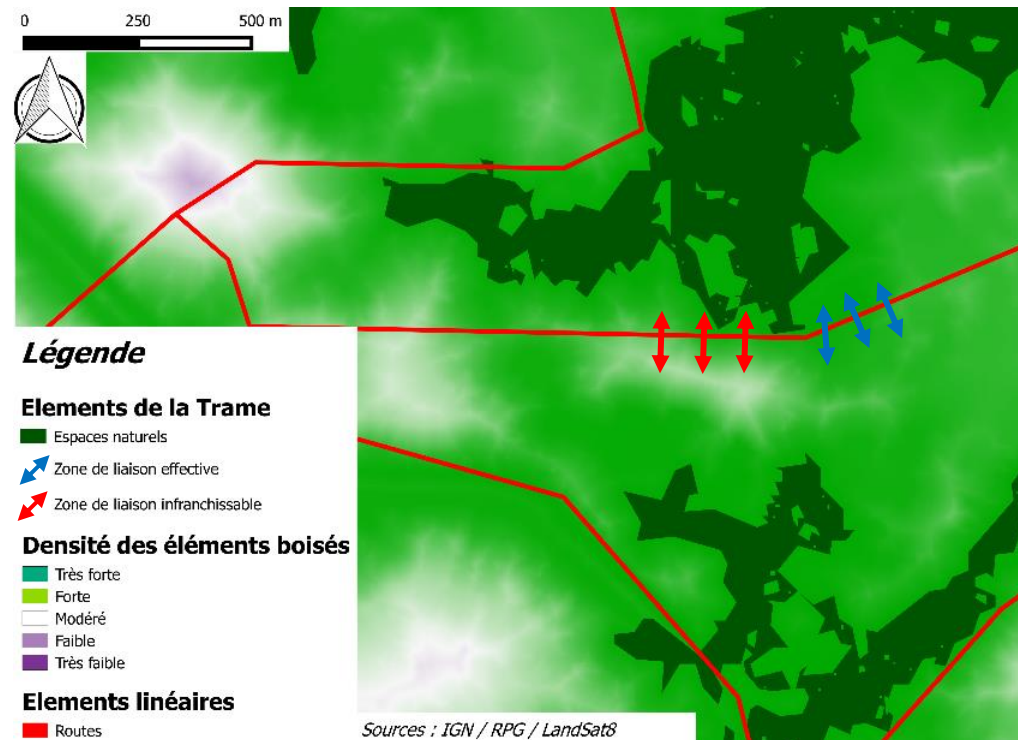 0 250 500 m
Légende
Elements de la Trame
Espaces naturels
Zone de liaison effective
Zone de liaison infranchissable
Densité des éléments boisés
Très forte
Forte
Modéré
Faible
Très faible
Elements linéaires
Routes
Sources : IGN / RPG / LandSat8